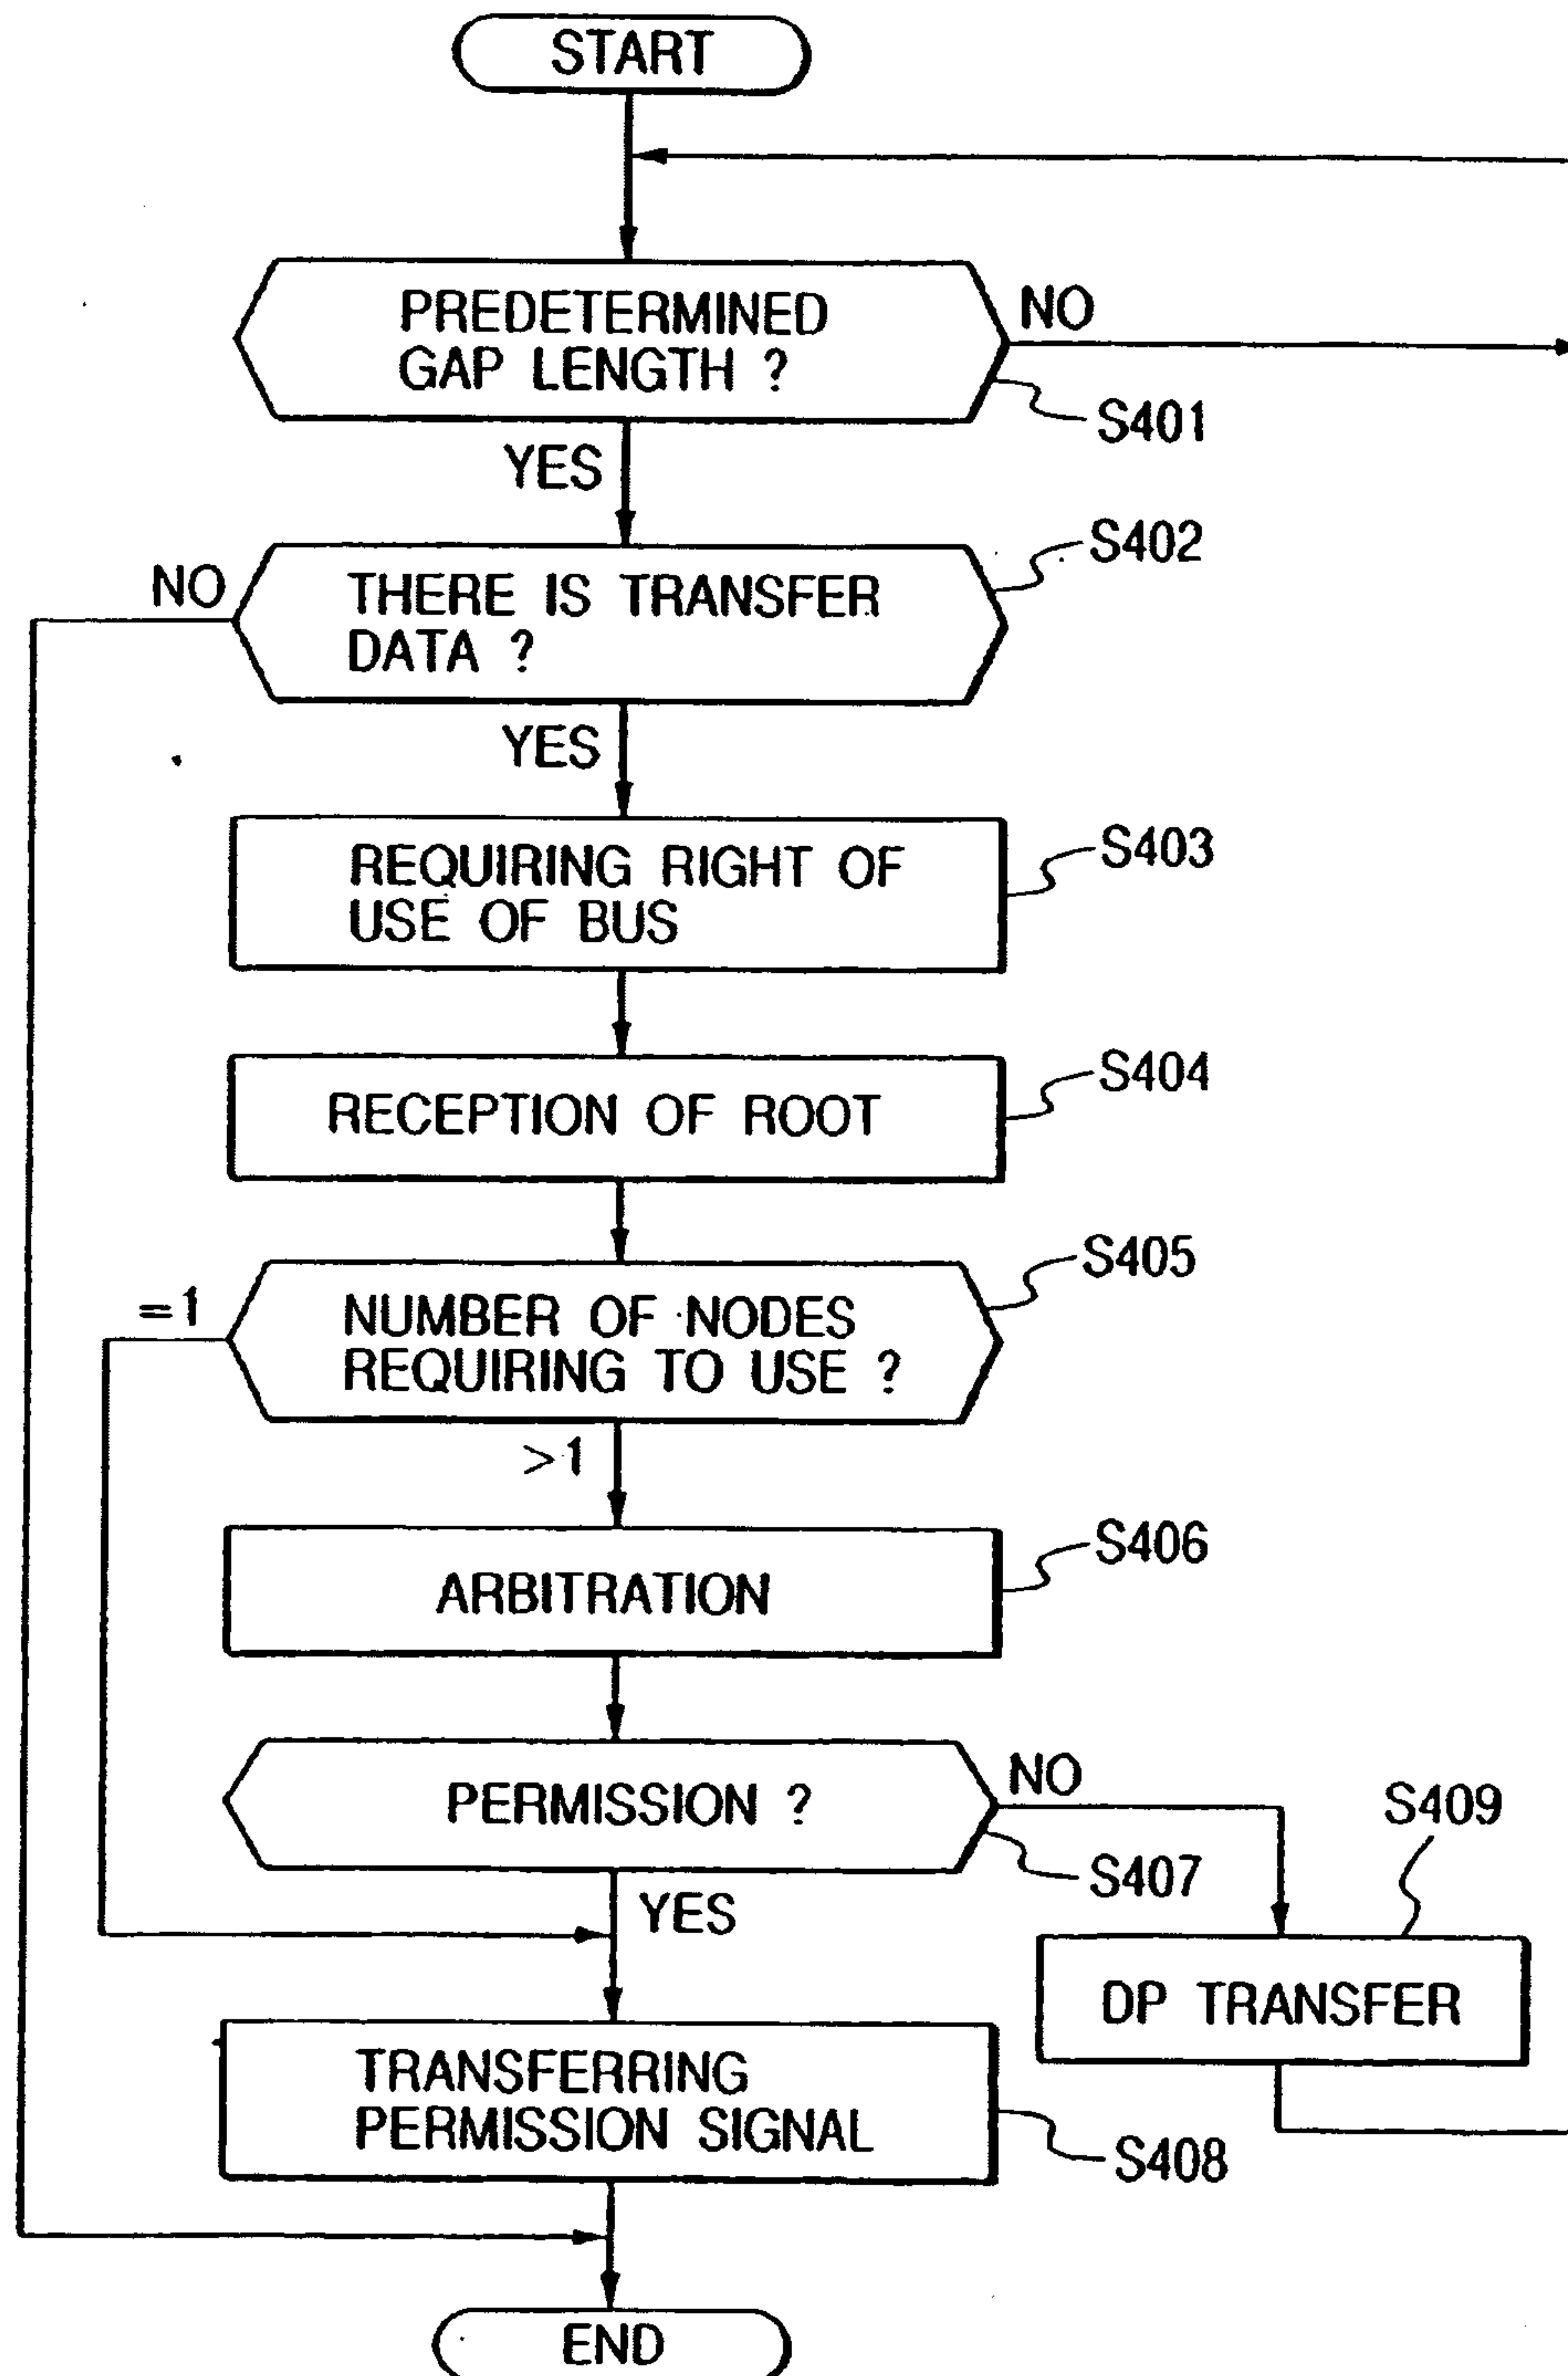 START
PREDETERMINED
GAP LENGTH ?
NO
S401
YES
S402
NO
THERE IS TRANSFER
DATA ?
YES
REQUIRING RIGHT OF
USE OF BUS
S403
RECEPTION OF ROOT
S404
S405
=1
NUMBER OF NODES
REQUIRING TO USE ?
>1
ARBITRATION
S406
PERMISSION ?
NO
S407
S409
YES
DP TRANSFER
TRANSFERRING
PERMISSION SIGNAL
S408
END